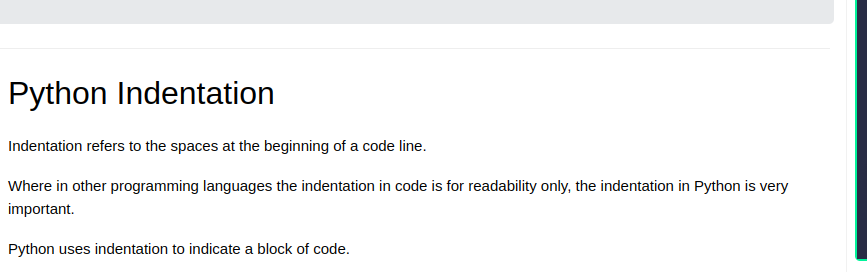 Python Indentation
Indentation refers to the spaces at the beginning of a code line.
Where in other programming languages the indentation in code is for readability only, the indentation in Python is very
important.
Python uses indentation to indicate a block of code.